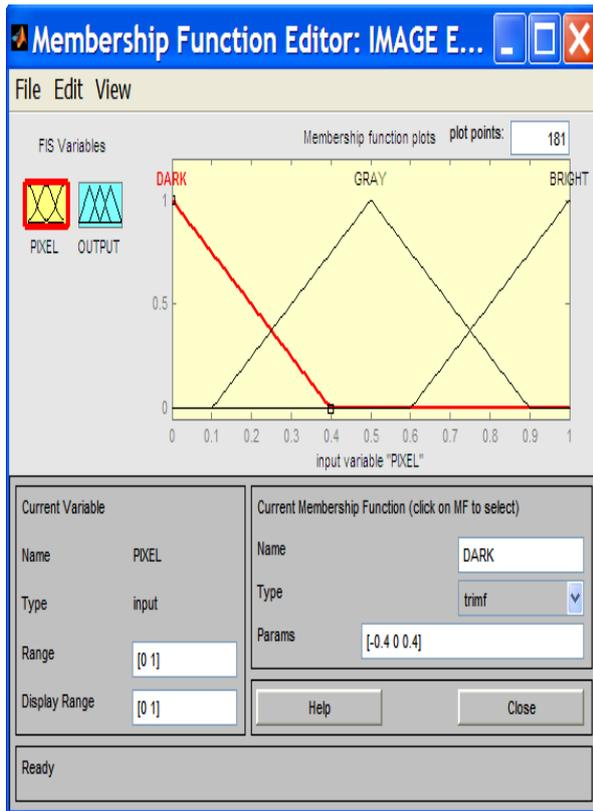 Membership Function Editor: IMAGE E...
File Edit View
FIS Variables
PIXEL OUTPUT
Membership function plots plot points: 181
DARK GRAY BRIGHT
1
0.5
0
0 0.1 0.2 0.3 0.4 0.5 0.6 0.7 0.8 0.9 1
input variable "PIXEL"
Current Variable
Name PIXEL
Type input
Range [0 1]
Display Range [0 1]
Current Membership Function (click on MF to select)
Name DARK
Type trimf
Params [-0.4 0 0.4]
Help Close
Ready